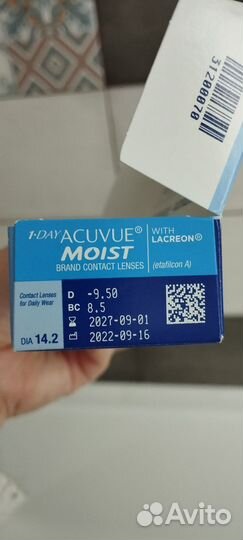 31200070
1-DAY ACUVUE® WITH
MOIST LACREON®
BRAND CONTACT LENSES (etafilcon A)
Contact Lenses
for Daily Wear
D -9.50
BC 8.5
2027-09-01
DIA 14.2 2022-09-16
Avito